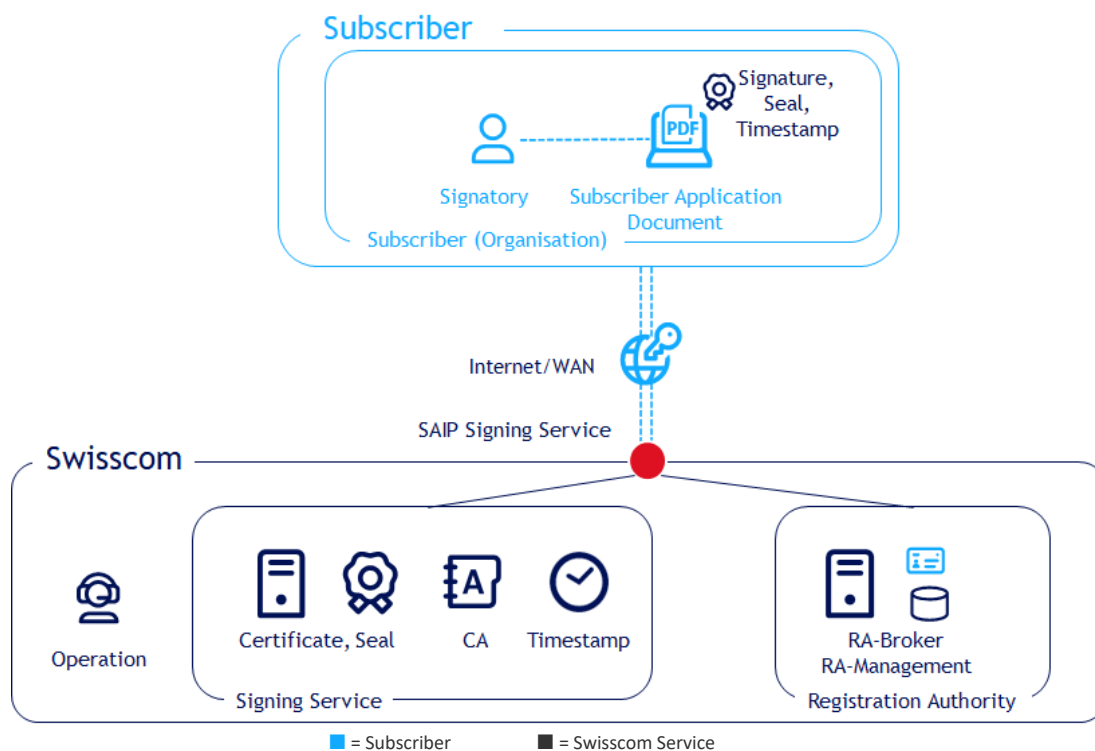 Subscriber
Signature,
Seal,
Timestamp
PDF
Signatory
Subscriber Application
Document
Subscriber (Organisation)
Internet/WAN
SAIP Signing Service
Swisscom
A
Operation
Certificate, Seal
CA
Timestamp
RA-Broker
RA-Management
Signing Service
Registration Authority
= Subscriber
= Swisscom Service